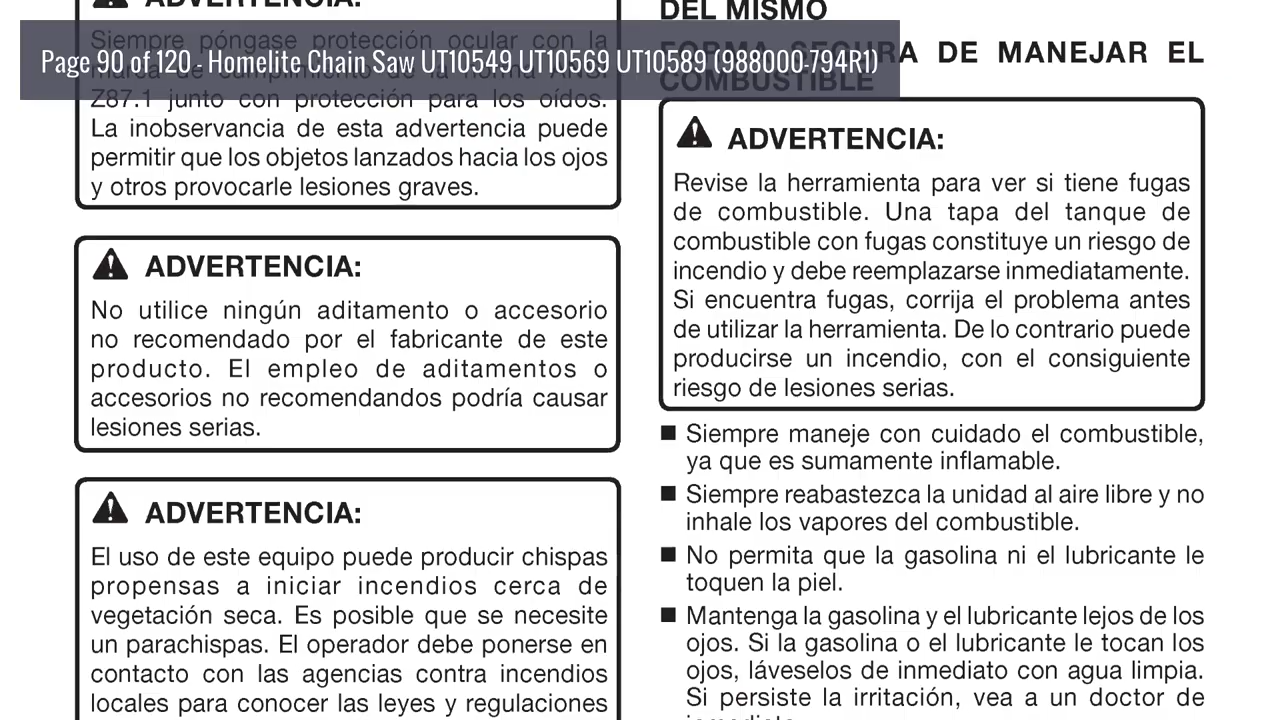 ADVERTENCIA:
Siempre póngase protección ocular con la
marca de cumplimiento de la norma ANSI
Z87.1 junto con protección para los oídos.
La inobservancia de esta advertencia puede
permitir que los objetos lanzados hacia los ojos
y otros provocarle lesiones graves.
ADVERTENCIA:
No utilice ningún aditamento o accesorio
no recomendado por el fabricante de este
producto. El empleo de aditamentos o
accesorios no recomendandos podría causar
lesiones serias.
ADVERTENCIA:
El uso de este equipo puede producir chispas
propensas a iniciar incendios cerca de
vegetación seca. Es posible que se necesite
un parachispas. El operador debe ponerse en
contacto con las agencias contra incendios
locales para conocer las leyes y regulaciones
Page 90 of 120 - Homelite Chain Saw UT10549 UT10569 UT10589 (988000-794R1)
DEL MISMO
FORMA SEGURA DE MANEJAR EL
COMBUSTIBLE
ADVERTENCIA:
Revise la herramienta para ver si tiene fugas
de combustible. Una tapa del tanque de
combustible con fugas constituye un riesgo de
incendio y debe reemplazarse inmediatamente.
Si encuentra fugas, corrija el problema antes
de utilizar la herramienta. De lo contrario puede
producirse un incendio, con el consiguiente
riesgo de lesiones serias.
■ Siempre maneje con cuidado el combustible,
ya que es sumamente inflamable.
■ Siempre reabastezca la unidad al aire libre y no
inhale los vapores del combustible.
■ No permita que la gasolina ni el lubricante le
toquen la piel.
■ Mantenga la gasolina y el lubricante lejos de los
ojos. Si la gasolina o el lubricante le tocan los
ojos, láveselos de inmediato con agua limpia.
Si persiste la irritación, vea a un doctor de